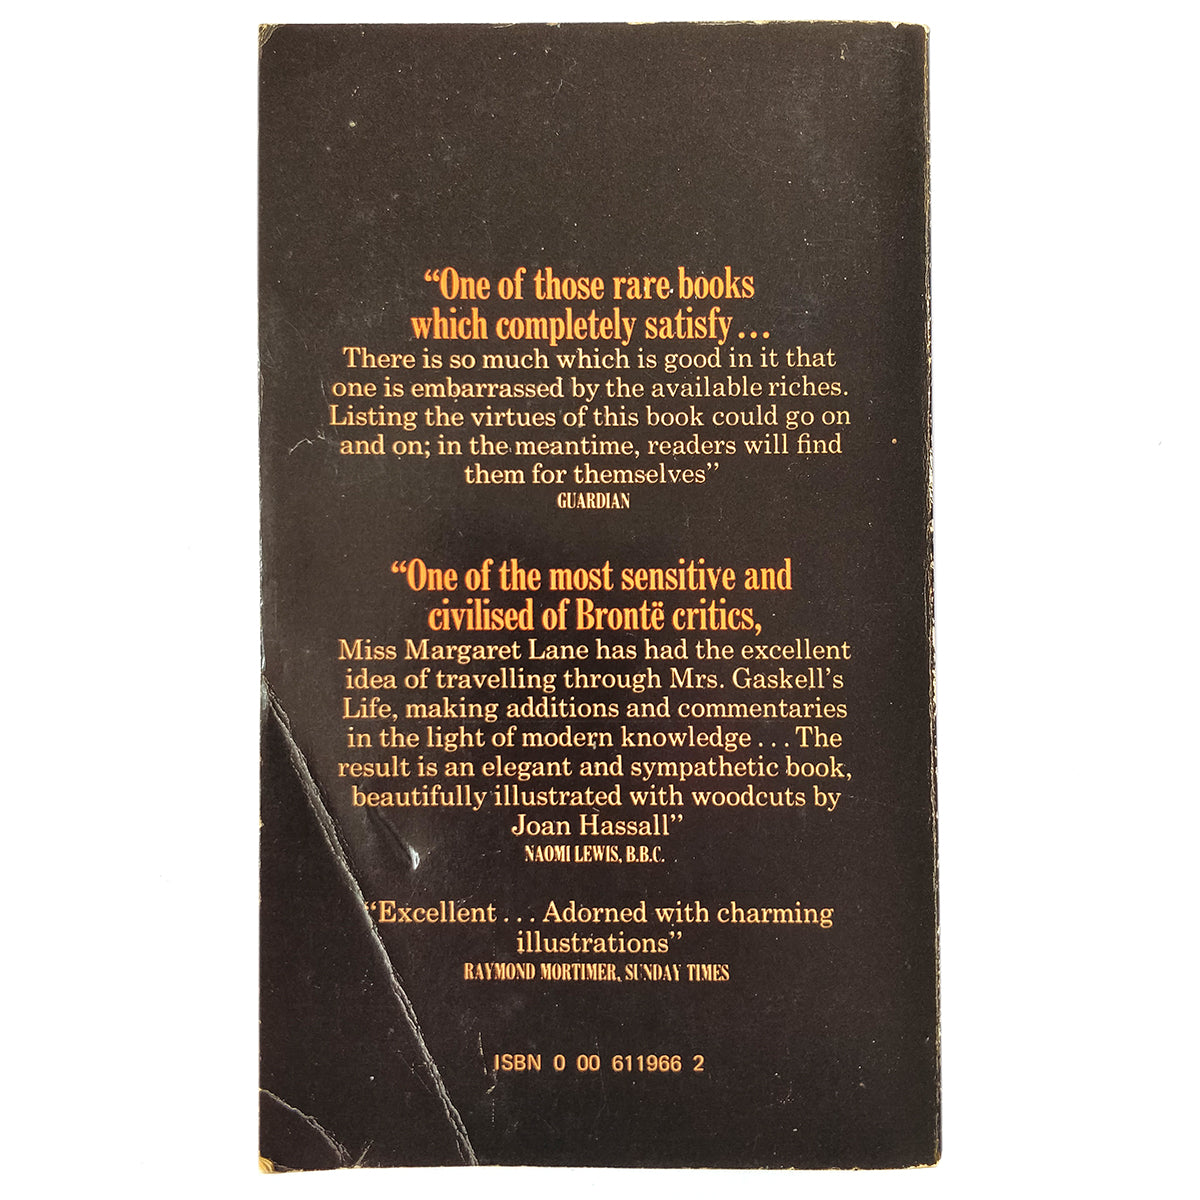 “One of those rare books
which completely satisfy...
There is so much which is good in it that
one is embarrassed by the available riches.
Listing the virtues of this book could go on
and on; in the meantime, readers will find
them for themselves”
GUARDIAN
“One of the most sensitive and
civilised of Brontë critics,
Miss Margaret Lane has had the excellent
idea of travelling through Mrs. Gaskell's
Life, making additions and commentaries
in the light of modern knowledge... The
result is an elegant and sympathetic book,
beautifully illustrated with woodcuts by
Joan Hassall”
NAOMI LEWIS, B.B.C.
“Excellent... Adorned with charming
illustrations”
RAYMOND MORTIMER, SUNDAY TIMES
ISBN 0 00 611966 2